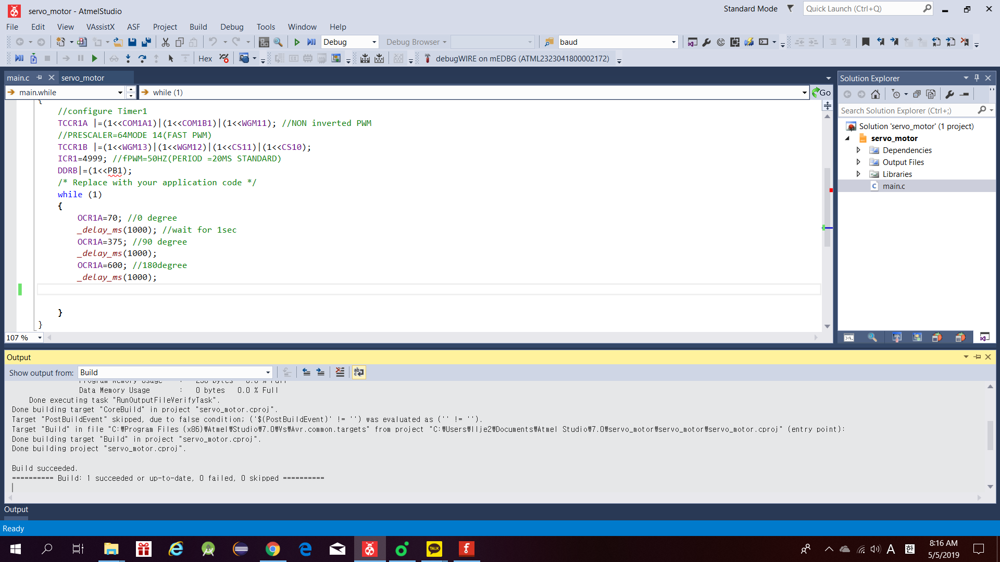 servo_motor - AtmelStudio
Standard Mode
Quick Launch (Ctrl+Q)
File Edit View VAssistX ASF Project Build Debug Tools Window Help
Debug
Debug Browser
baud
Hex
debugWIRE on mEDBG (ATML2323041800002172)
main.c
servo_motor
main.while
while (1)
Go
{
//configure Timer1
TCCR1A |=(1<<COM1A1)|(1<<COM1B1)|(1<<WGM11); //NON inverted PWM
//PRESCALER=64MODE 14(FAST PWM)
TCCR1B |=(1<<WGM13)|(1<<WGM12)|(1<<CS11)|(1<<CS10);
ICR1=4999; //fPWM=50HZ(PERIOD =20MS STANDARD)
DDRB|=(1<<PB1);
/* Replace with your application code */
while (1)
{
OCR1A=70; //0 degree
_delay_ms(1000); //wait for 1sec
OCR1A=375; //90 degree
_delay_ms(1000);
OCR1A=600; //180degree
_delay_ms(1000);
}
}
107 %
Solution Explorer
Search Solution Explorer (Ctrl+;)
Solution 'servo_motor' (1 project)
servo_motor
Dependencies
Output Files
Libraries
main.c
Output
Show output from: Build
Program Memory Usage : bytes % Full
Data Memory Usage : 0 bytes 0.0 % Full
Done executing task "RunOutputFileVerifyTask".
Done building target "CoreBuild" in project "servo_motor.cproj".
Target "PostBuildEvent" skipped, due to false condition; ('$(PostBuildEvent)' != '') was evaluated as ('' != '').
Target "Build" in file "C:₩Program Files (x86)₩Atmel₩Studio₩7.0₩Vs₩Avr.common.targets" from project "C:₩Users₩llje2₩Documents₩Atmel Studio₩7.0₩servo_motor₩servo_motor₩servo_motor.cproj" (entry point):
Done building target "Build" in project "servo_motor.cproj".
Done building project "servo_motor.cproj".
Build succeeded.
========== Build: 1 succeeded or up-to-date, 0 failed, 0 skipped ==========
Output
Ready
TALK
A
한
8:16 AM
5/5/2019